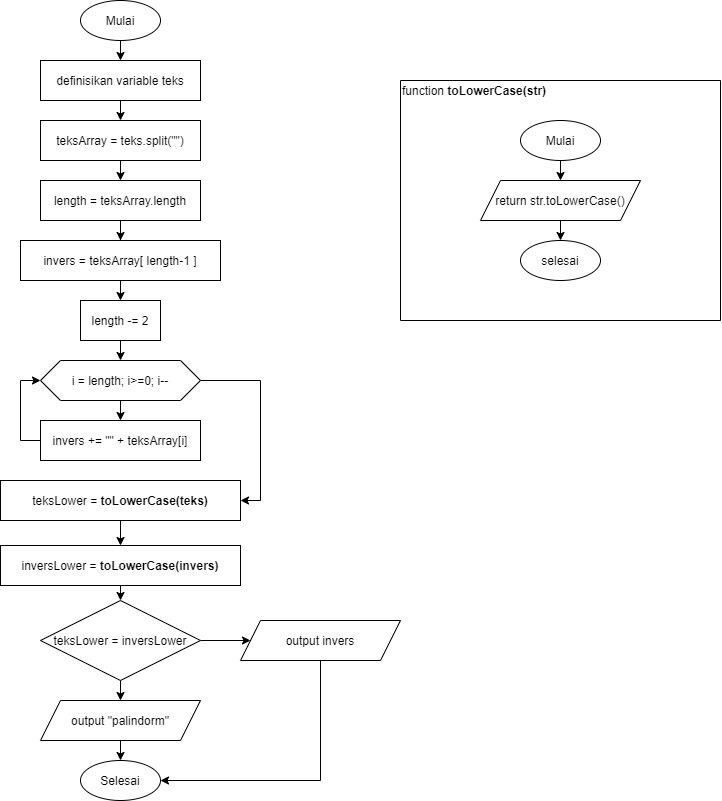 Mulai
definisikan variable teks
teksArray = teks.split("")
length = teksArray.length
invers = teksArray[ length-1 ]
length -= 2
i = length; i>=0; i--
invers += "" + teksArray[i]
teksLower = toLowerCase(teks)
inversLower = toLowerCase(invers)
teksLower = inversLower
output invers
output "palindorm"
Selesai
function toLowerCase(str)
Mulai
return str.toLowerCase()
selesai